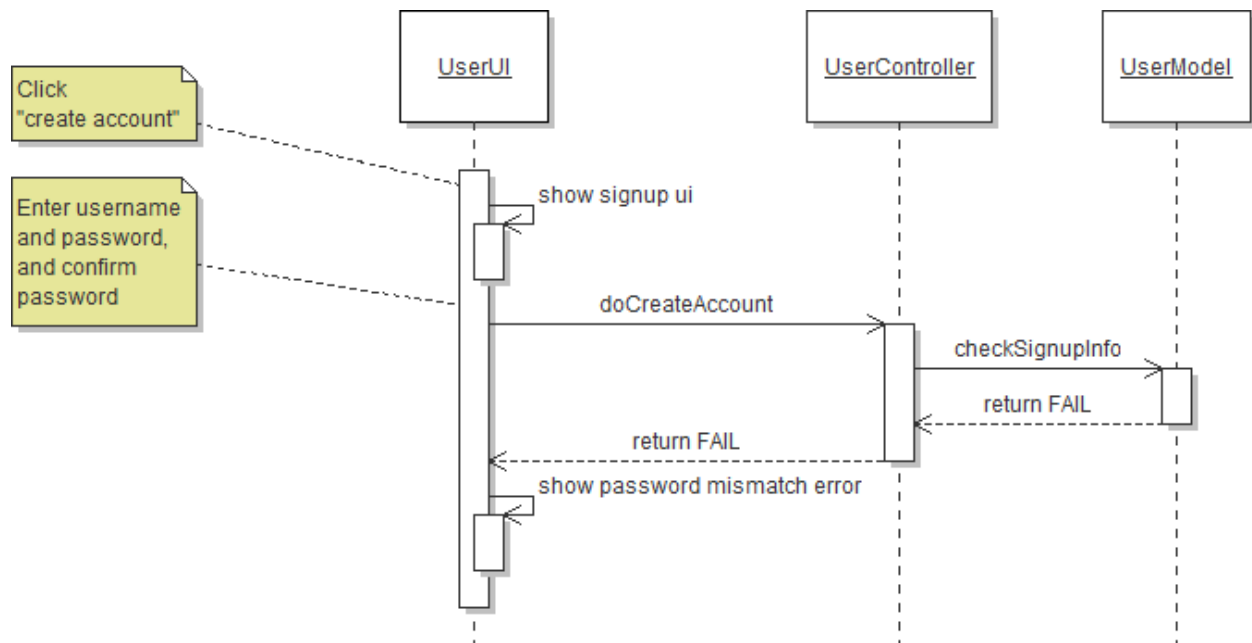 UserUI
UserController
UserModel
Click
"create account"
show signup ui
Enter username
and password,
and confirm
password
doCreateAccount
checkSignupInfo
return FAIL
return FAIL
show password mismatch error